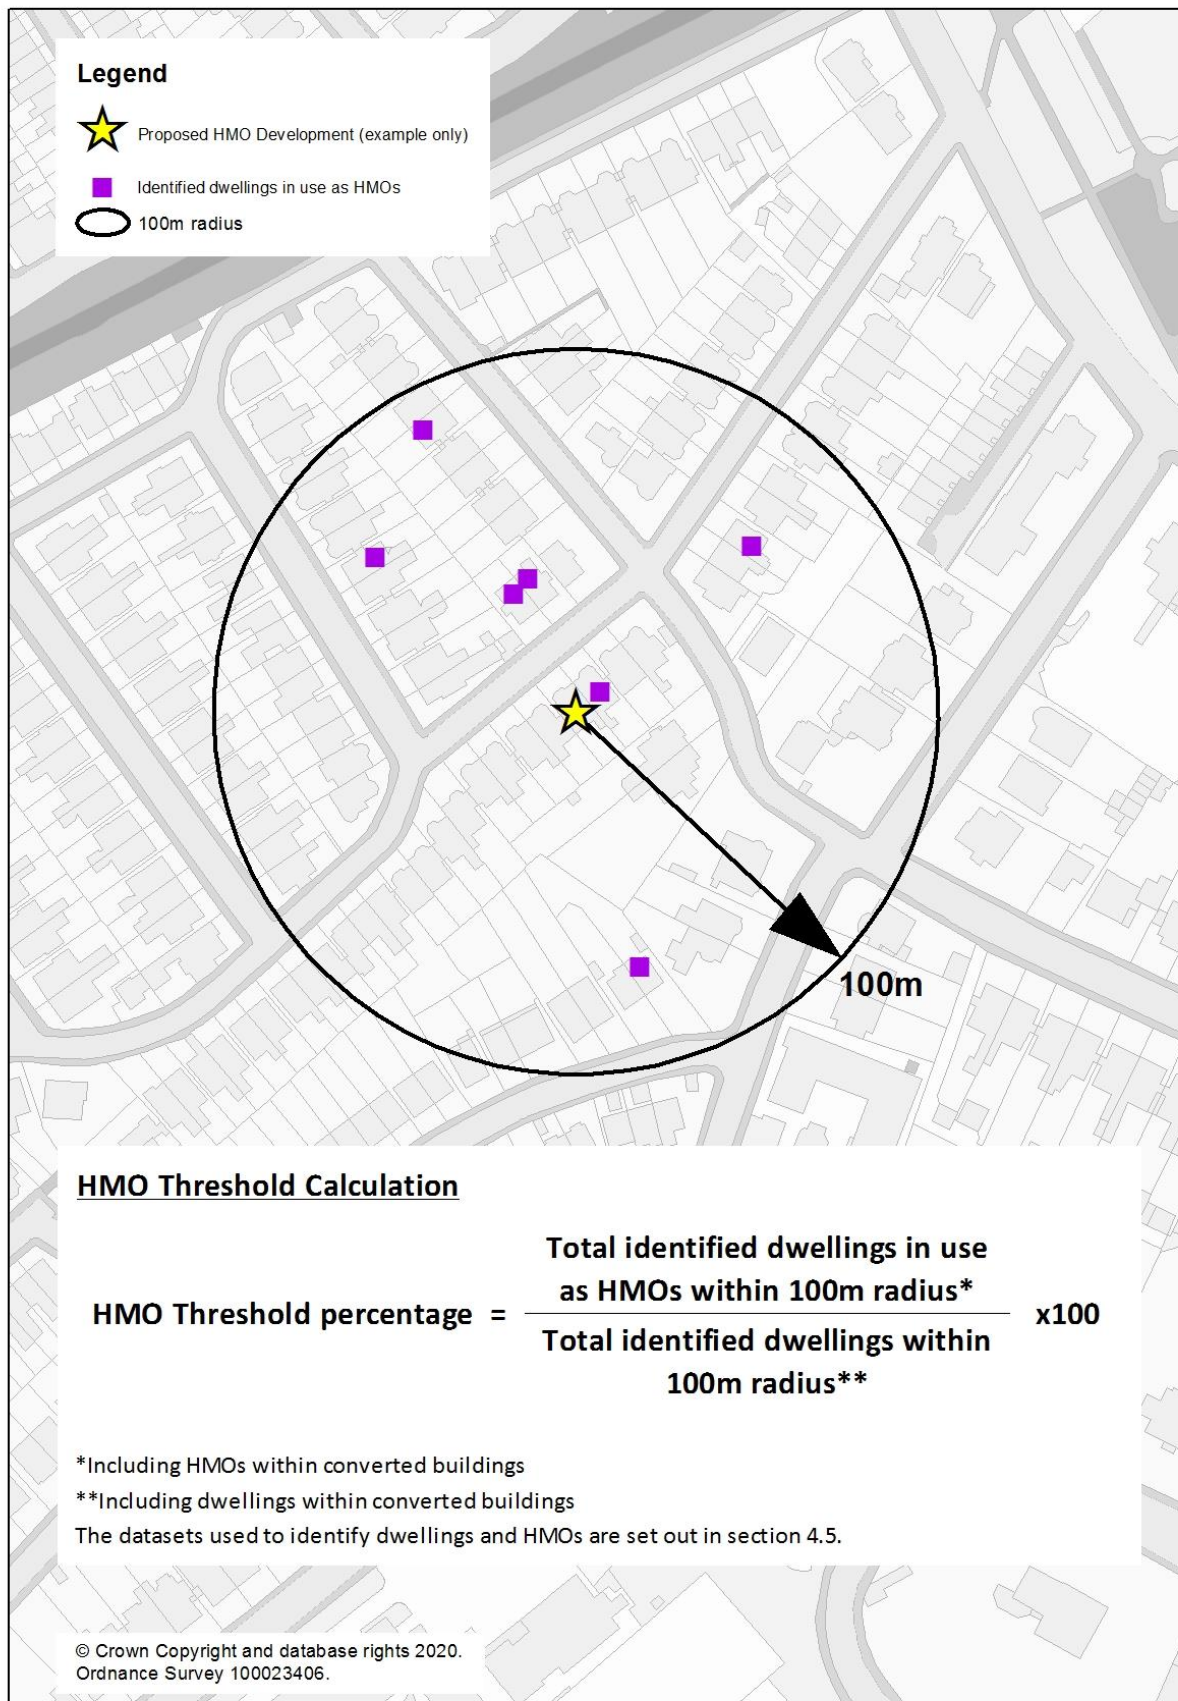 Legend
Proposed HMO Development (example only)
Identified dwellings in use as HMOs
100m radius
100m
HMO Threshold Calculation
HMO Threshold percentage =
Total identified dwellings in use
as HMOs within 100m radius*
Total identified dwellings within
100m radius**
x100
*Including HMOs within converted buildings
**Including dwellings within converted buildings
The datasets used to identify dwellings and HMOs are set out in section 4.5.
© Crown Copyright and database rights 2020.
Ordnance Survey 100023406.